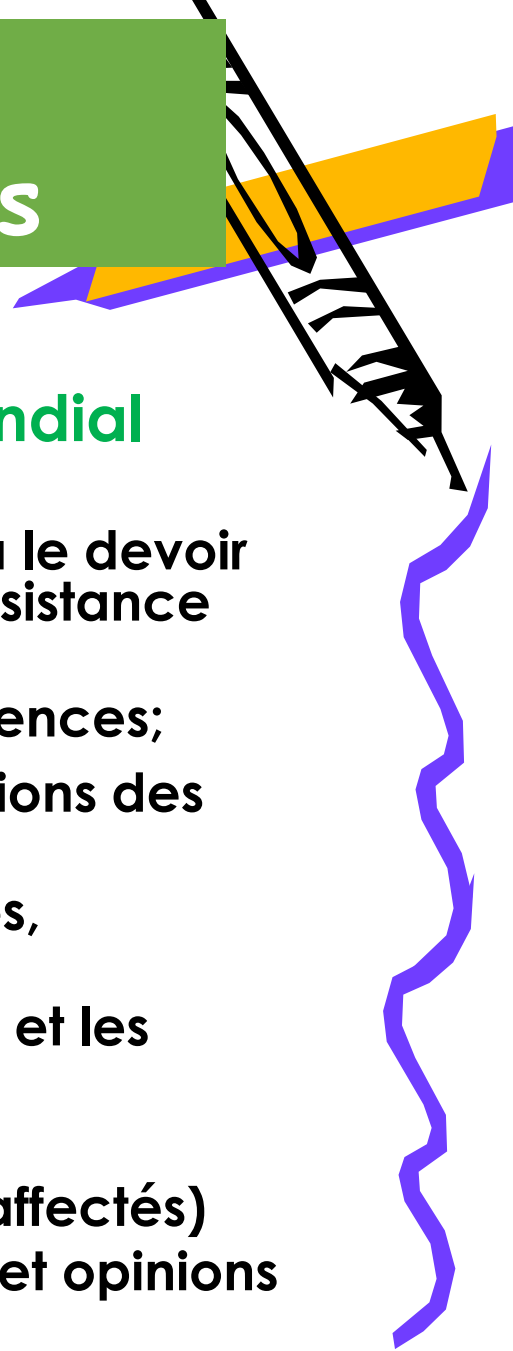 s
ndial
le devoir
sistance
ences;
ions des
s,
et les
affectés)
et opinions